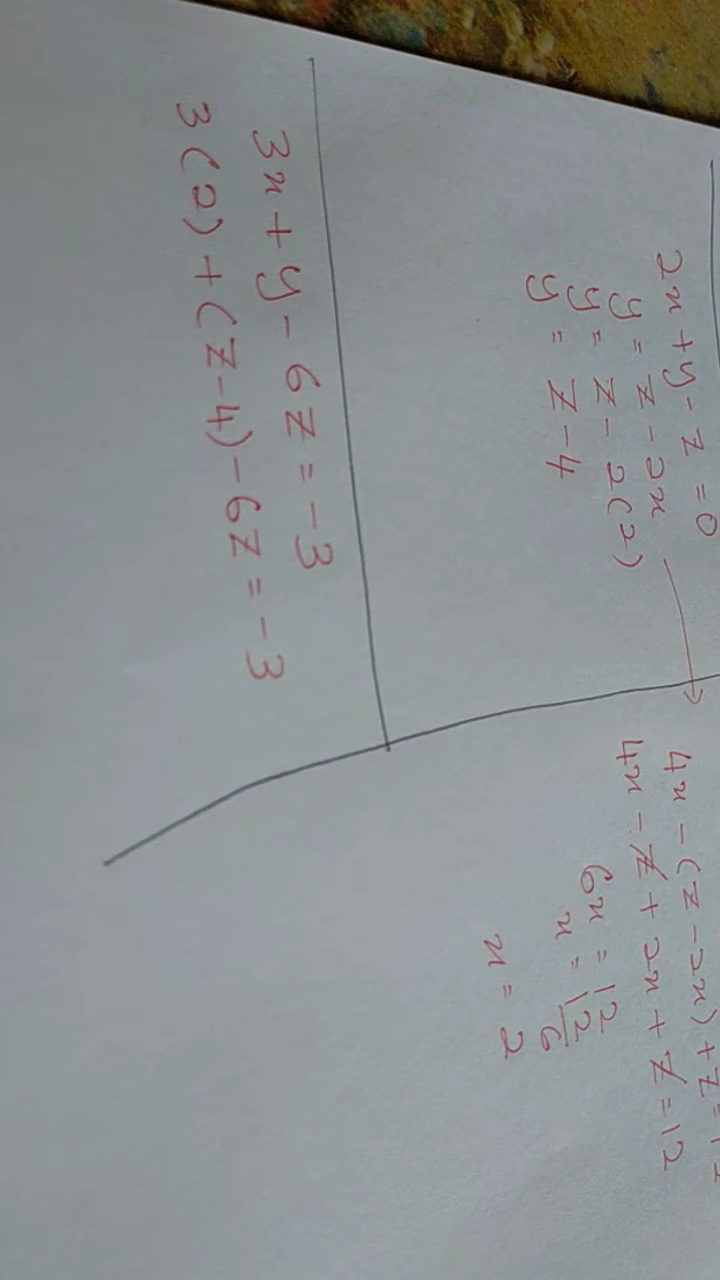 2x + y - z = 0
y = z - 2x
y = z - 2(2)
y = z - 4
4x - (z - 2x) + z = 12
4x - z + 2x + z = 12
6x = 12
x = 12/6
x = 2
3x + y - 6z = -3
3(2) + (z - 4) - 6z = -3